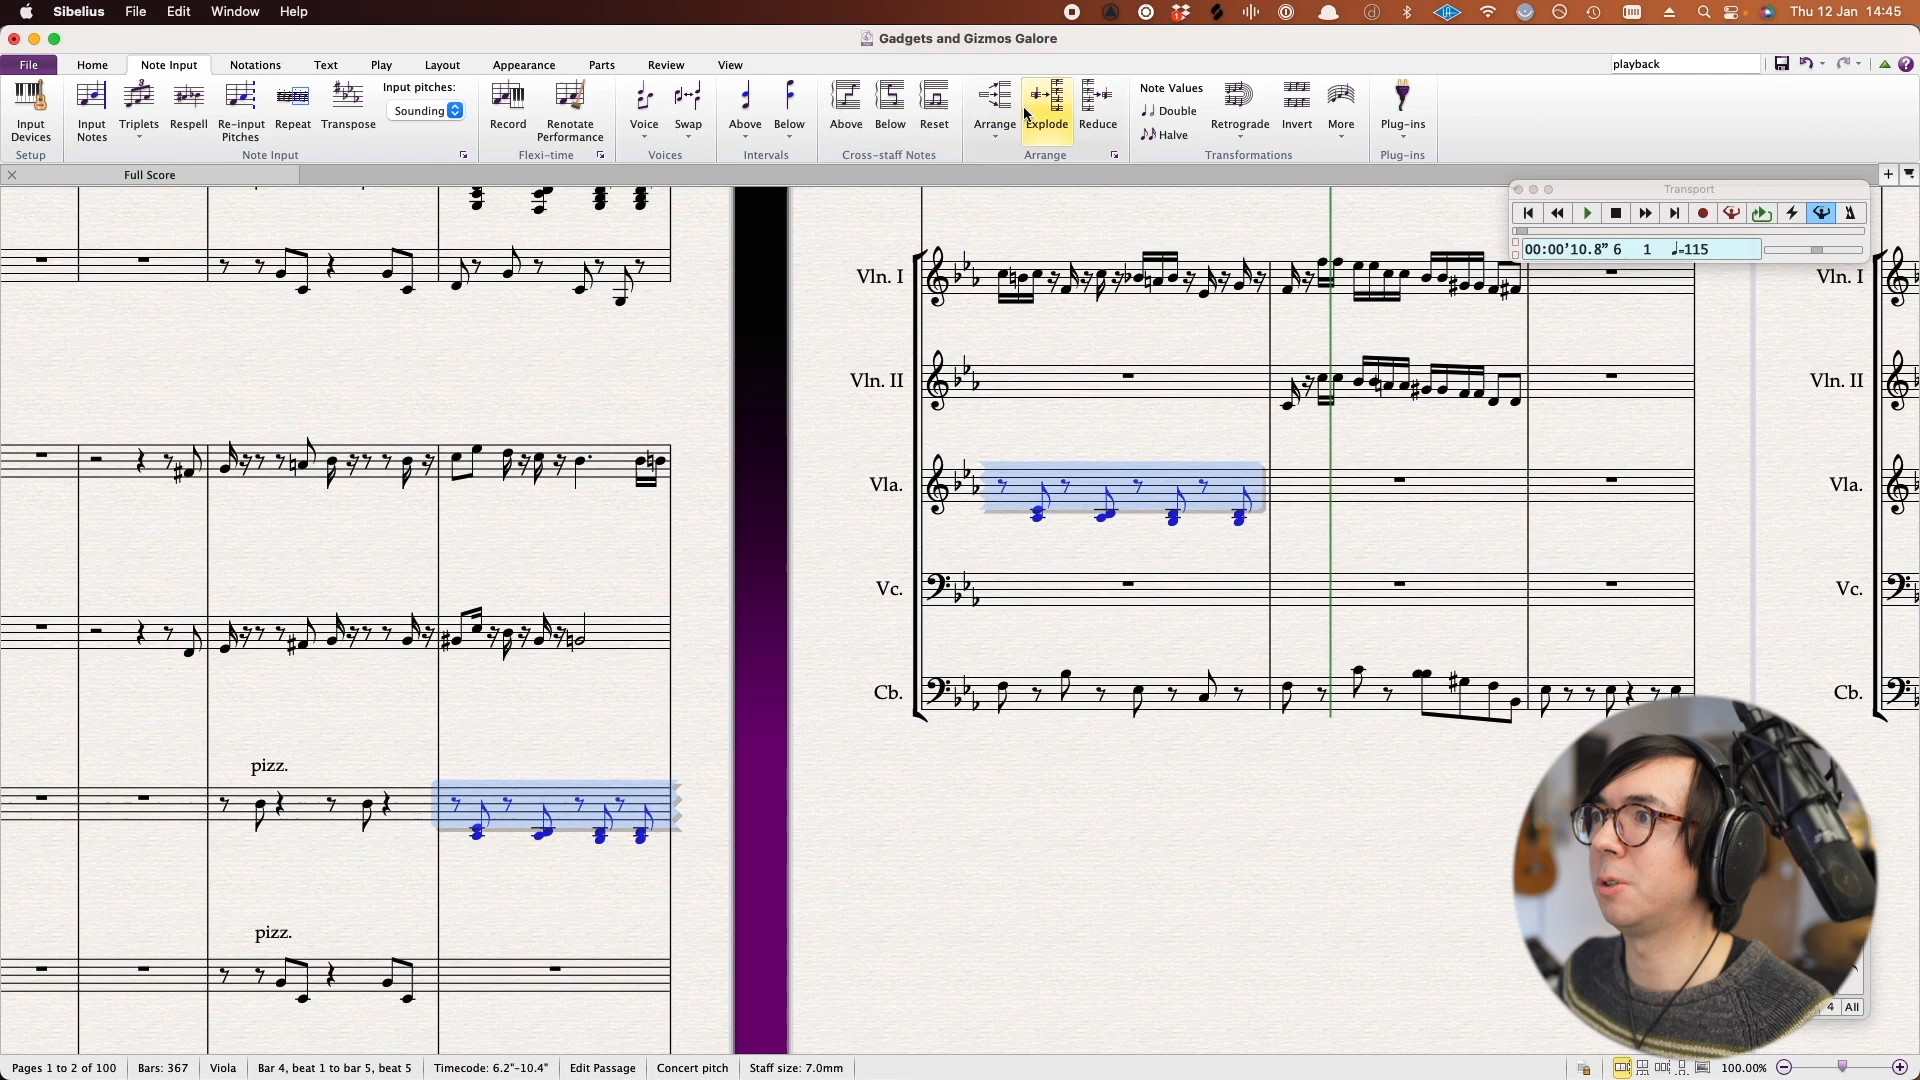 Sibelius File Edit Window Help
Thu 12 Jan 14:45
Gadgets and Gizmos Galore
File Home Note Input Notations Text Play Layout Appearance Parts Review View
playback
Input Devices
Input Notes
Triplets
Respell
Re-input Pitches
Repeat
Transpose
Input pitches:
Sounding
Record
Renotate Performance
Voice
Swap
Above
Below
Above
Below
Reset
Arrange
Explode
Reduce
Note Values
Double
Halve
Retrograde
Invert
More
Plug-ins
Setup
Note Input
Flexi-time
Voices
Intervals
Cross-staff Notes
Arrange
Transformations
Plug-ins
Full Score
Transport
00:00'10.8" 6 1 ♩=115
Vln. I
Vln. I
Vln. II
Vln. II
Vla.
Vla.
Vc.
Vc.
Cb.
Cb.
pizz.
pizz.
4 All
Pages 1 to 2 of 100
Bars: 367
Viola
Bar 4, beat 1 to bar 5, beat 5
Timecode: 6.2"-10.4"
Edit Passage
Concert pitch
Staff size: 7.0mm
100.00%